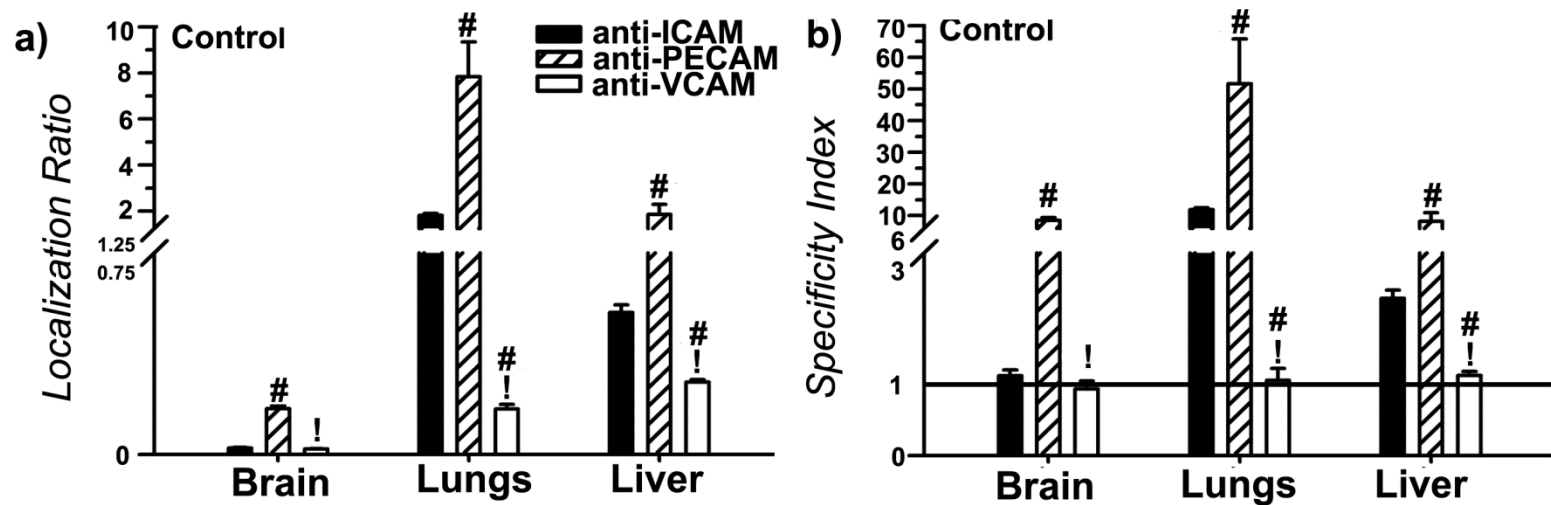 a)
Control
anti-ICAM
anti-PECAM
anti-VCAM
Localization Ratio
10
8
6
4
2
1.25
0.75
0
#
!
#
#
!
#
#
!
#
Brain
Lungs
Liver
b)
Control
Specificity Index
70
60
50
40
30
20
10
6
3
1
0
#
!
#
#
!
#
#
!
Brain
Lungs
Liver